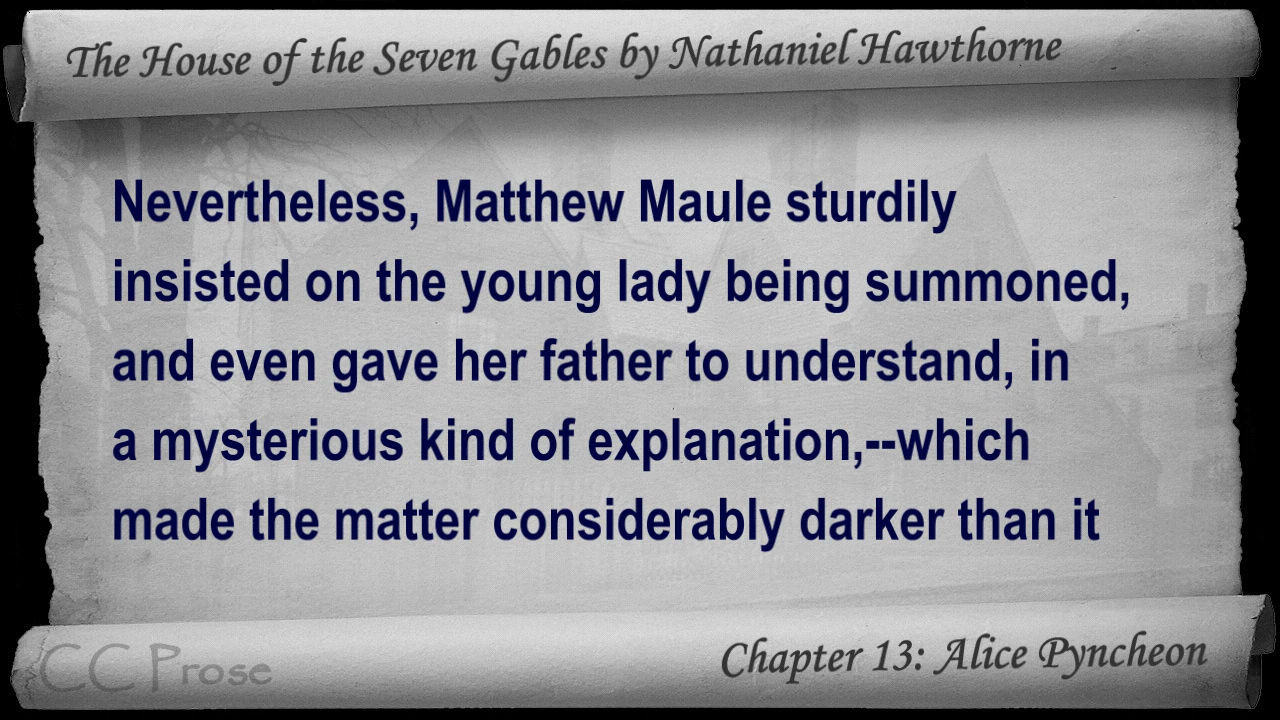 The House of the Seven Gables by Nathaniel Hawthorne
Nevertheless, Matthew Maule sturdily
insisted on the young lady being summoned,
and even gave her father to understand, in
a mysterious kind of explanation,--which
made the matter considerably darker than it
CC Prose
Chapter 13: Alice Pyncheon